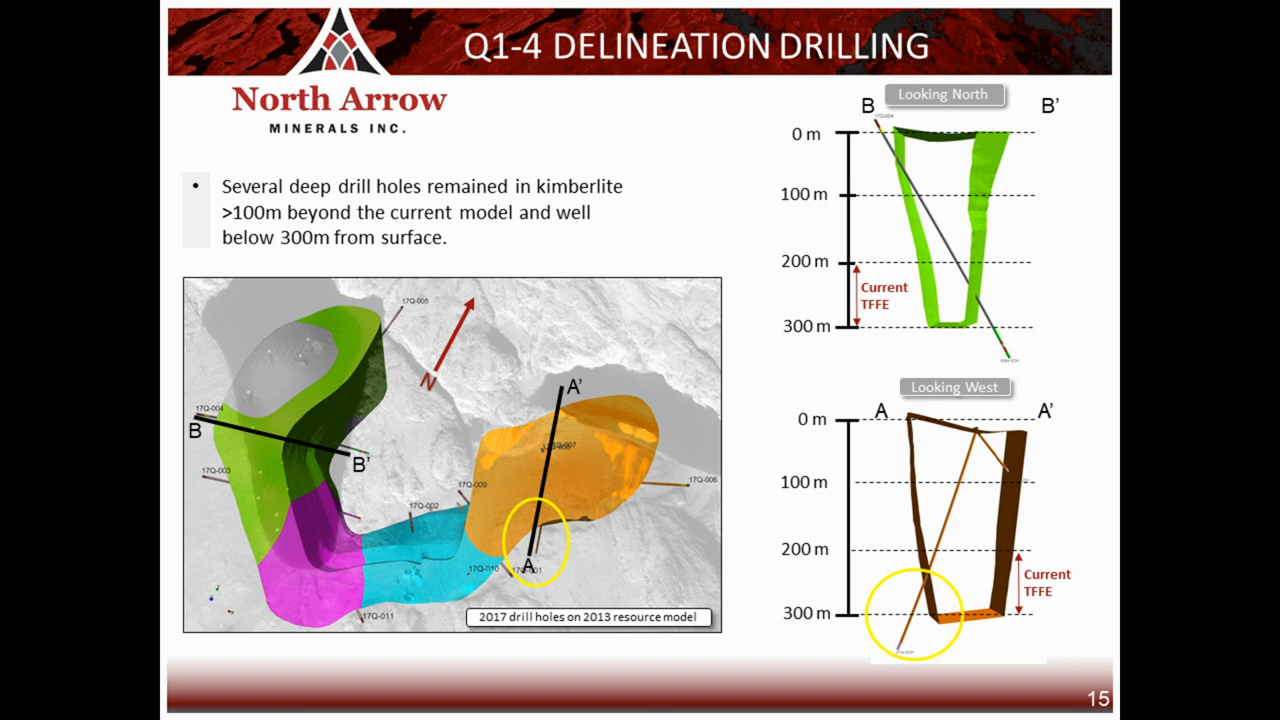 Q1-4 DELINEATION DRILLING
North Arrow
MINERALS INC.
• Several deep drill holes remained in kimberlite
>100m beyond the current model and well
below 300m from surface.
17Q-005
N
A'
17Q-004
B
B'
17Q-003
17Q-007
17Q-006
17Q-009
17Q-002
A
17Q-010
17Q-011
2017 drill holes on 2013 resource model
Looking North
B
B'
17Q-004
0 m
100 m
200 m
Current
TFFE
300 m
Looking West
A
A'
0 m
100 m
200 m
Current
TFFE
300 m
15